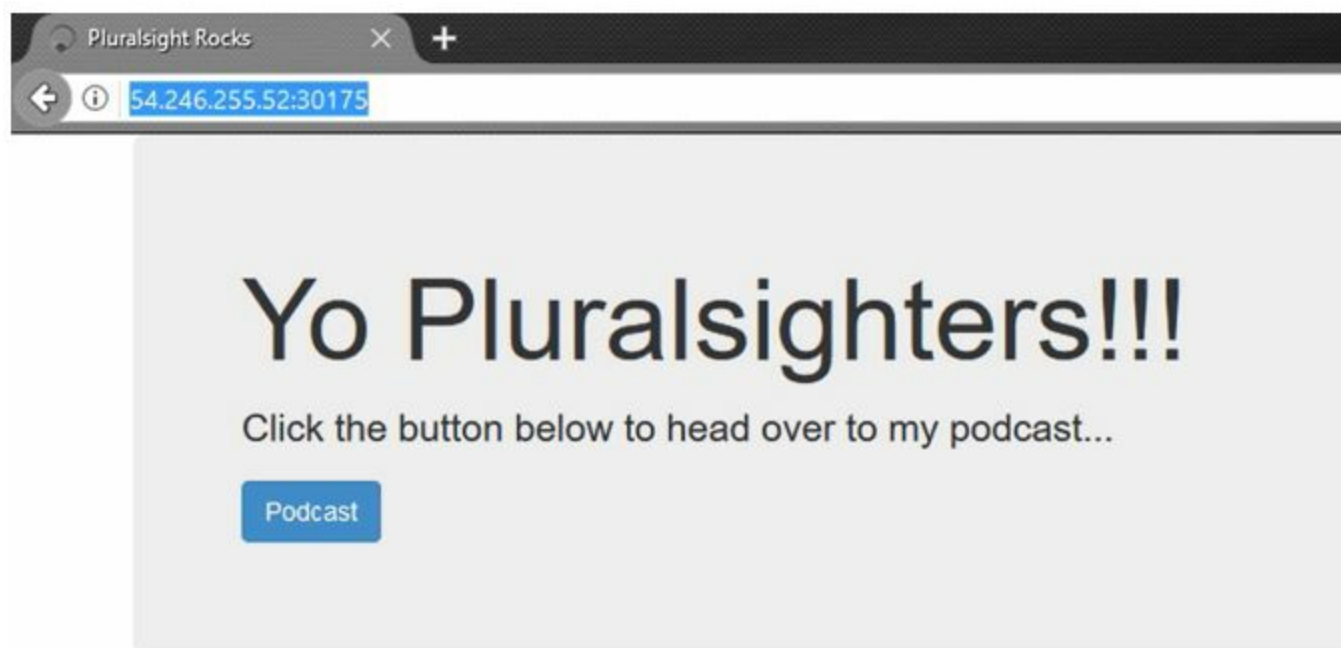 Pluralsight Rocks
54.246.255.52:30175
Yo Pluralsighters!!!
Click the button below to head over to my podcast...
Podcast